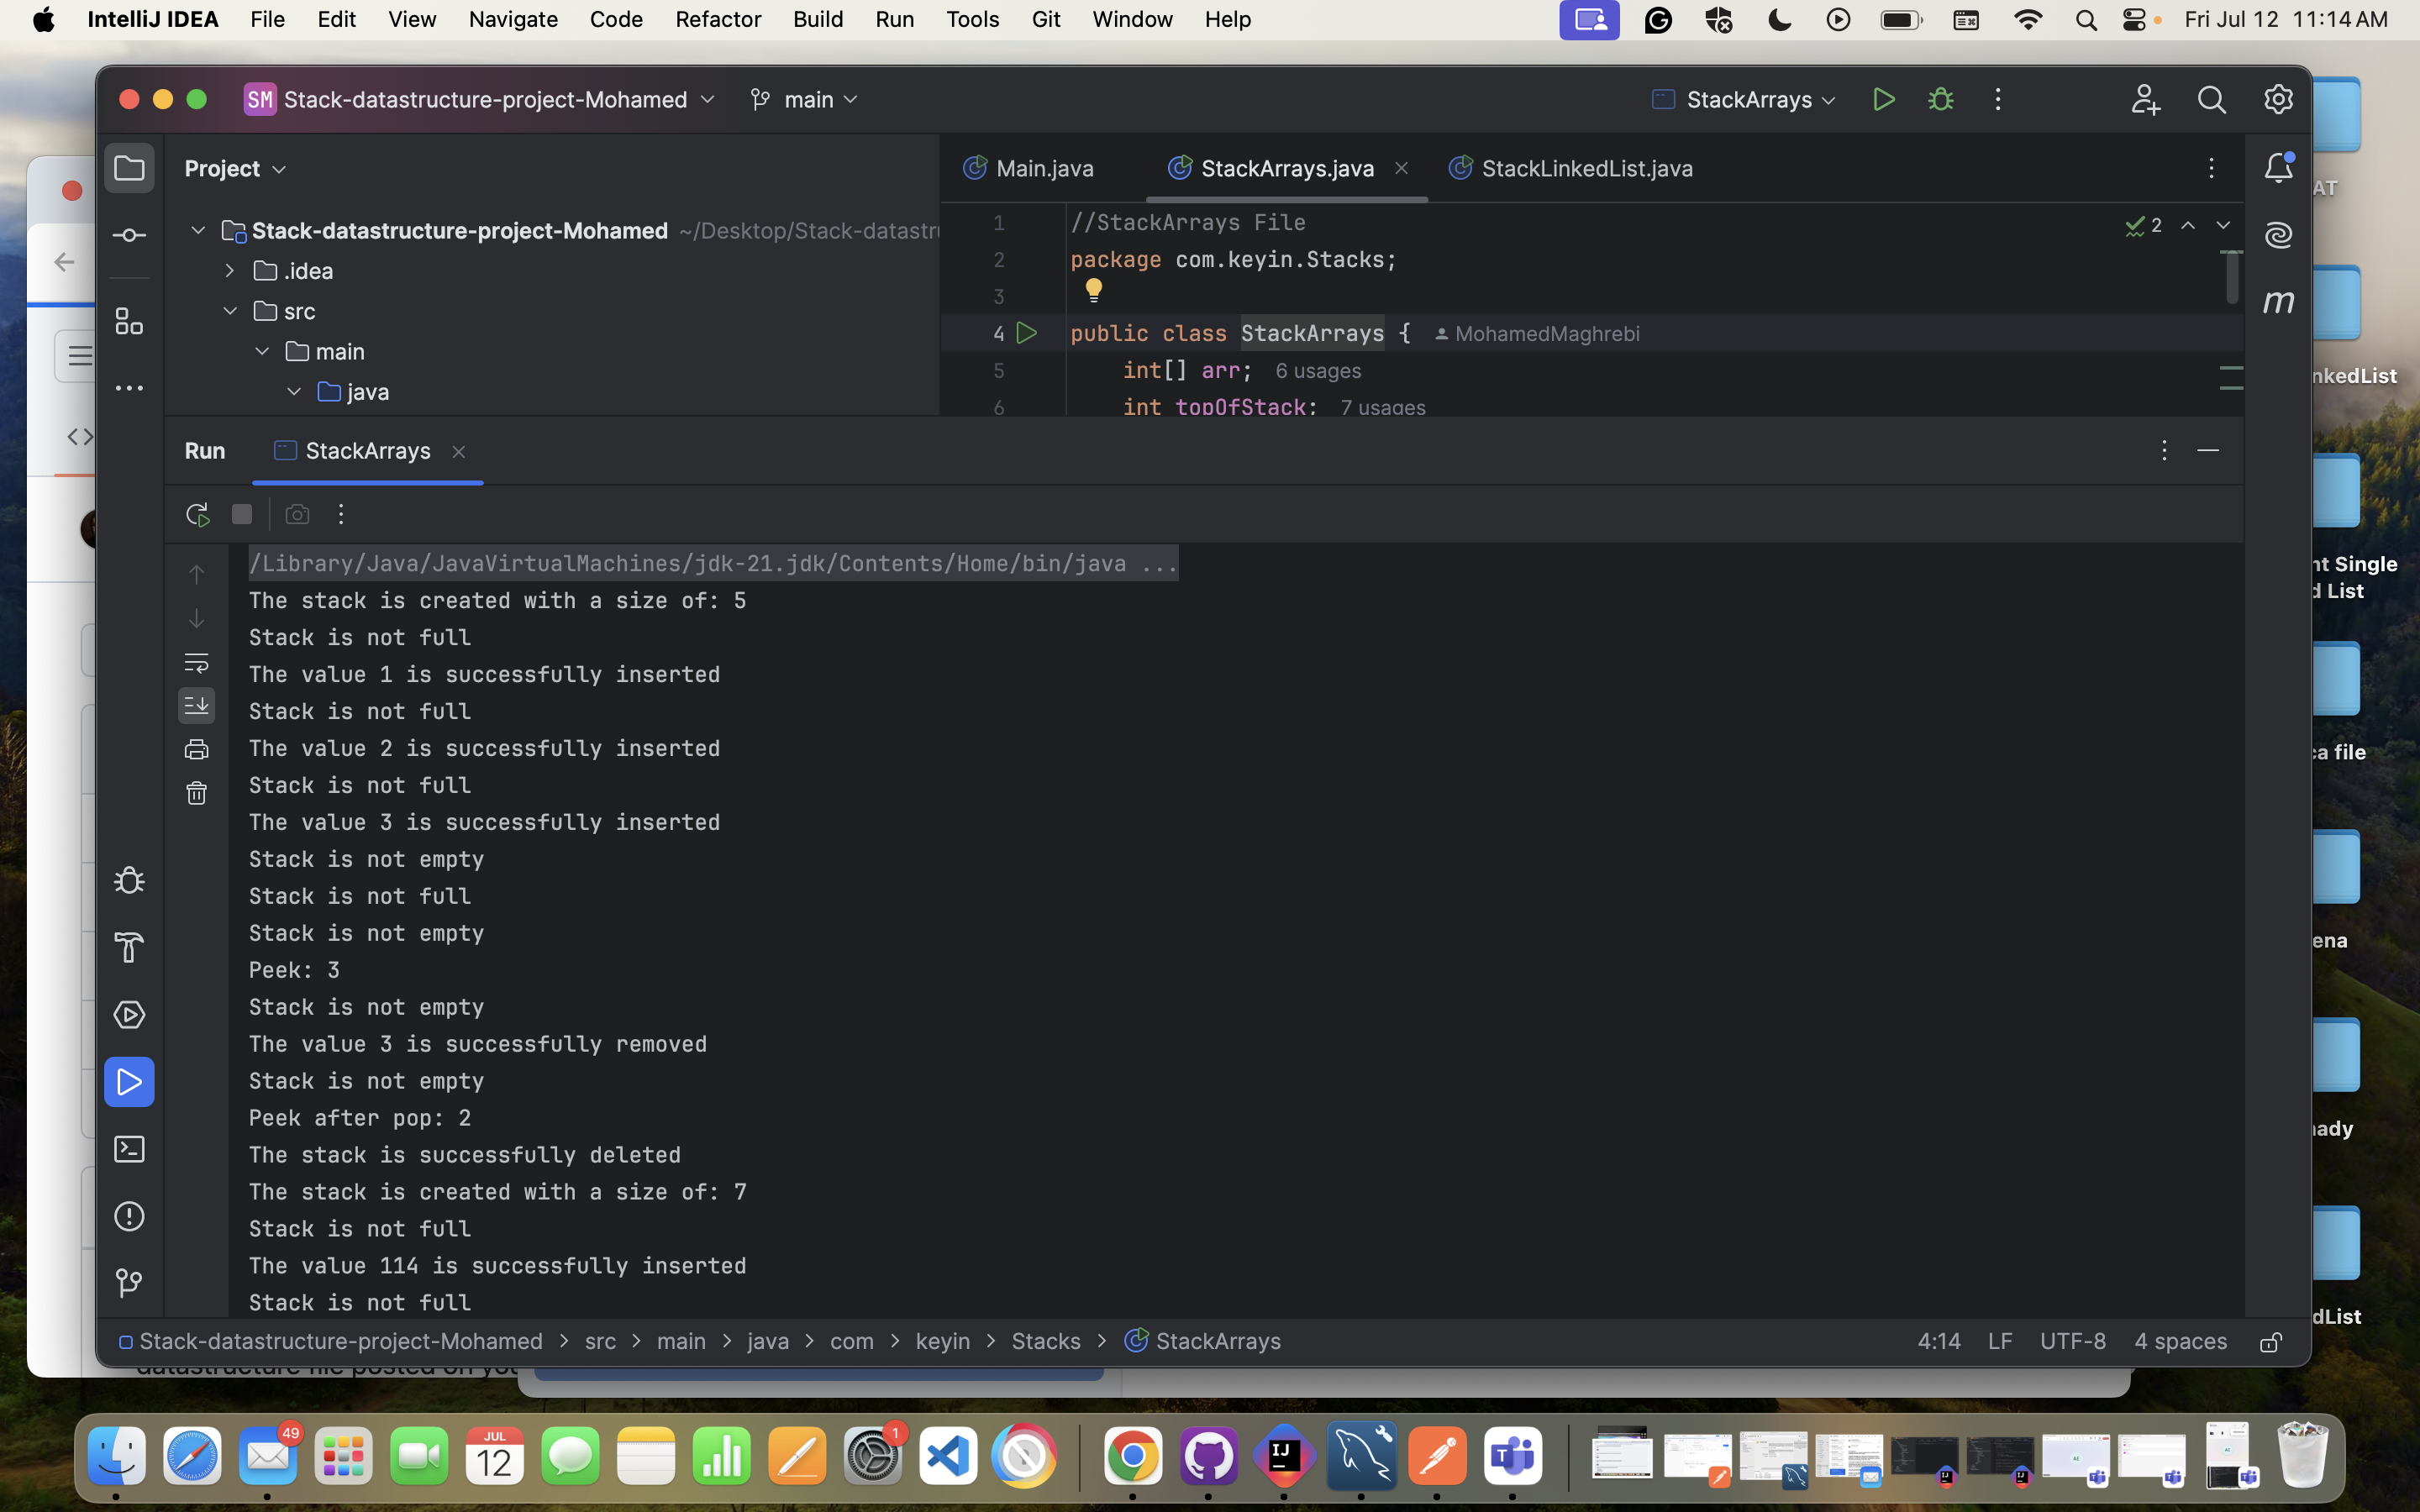 IntelliJ IDEA File Edit View Navigate Code Refactor Build Run Tools Git Window Help Fri Jul 12 11:14 AM
SM Stack-datastructure-project-Mohamed main StackArrays
Project
Main.java StackArrays.java StackLinkedList.java
Stack-datastructure-project-Mohamed ~/Desktop/Stack-datastr
.idea
src
main
java
1 //StackArrays File
2 package com.keyin.Stacks;
3
4 public class StackArrays { MohamedMaghrebi
5 int[] arr; 6 usages
6 int topOfStack; 7 usages
2
Run StackArrays
/Library/Java/JavaVirtualMachines/jdk-21.jdk/Contents/Home/bin/java ...
The stack is created with a size of: 5
Stack is not full
The value 1 is successfully inserted
Stack is not full
The value 2 is successfully inserted
Stack is not full
The value 3 is successfully inserted
Stack is not empty
Stack is not full
Stack is not empty
Peek: 3
Stack is not empty
The value 3 is successfully removed
Stack is not empty
Peek after pop: 2
The stack is successfully deleted
The stack is created with a size of: 7
Stack is not full
The value 114 is successfully inserted
Stack is not full
Stack-datastructure-project-Mohamed > src > main > java > com > keyin > Stacks > StackArrays 4:14 LF UTF-8 4 spaces
AT
nkedList
nt Single
d List
ca file
ena
hady
dList
datastructure file posted on you
49
JUL
12
1
IJ